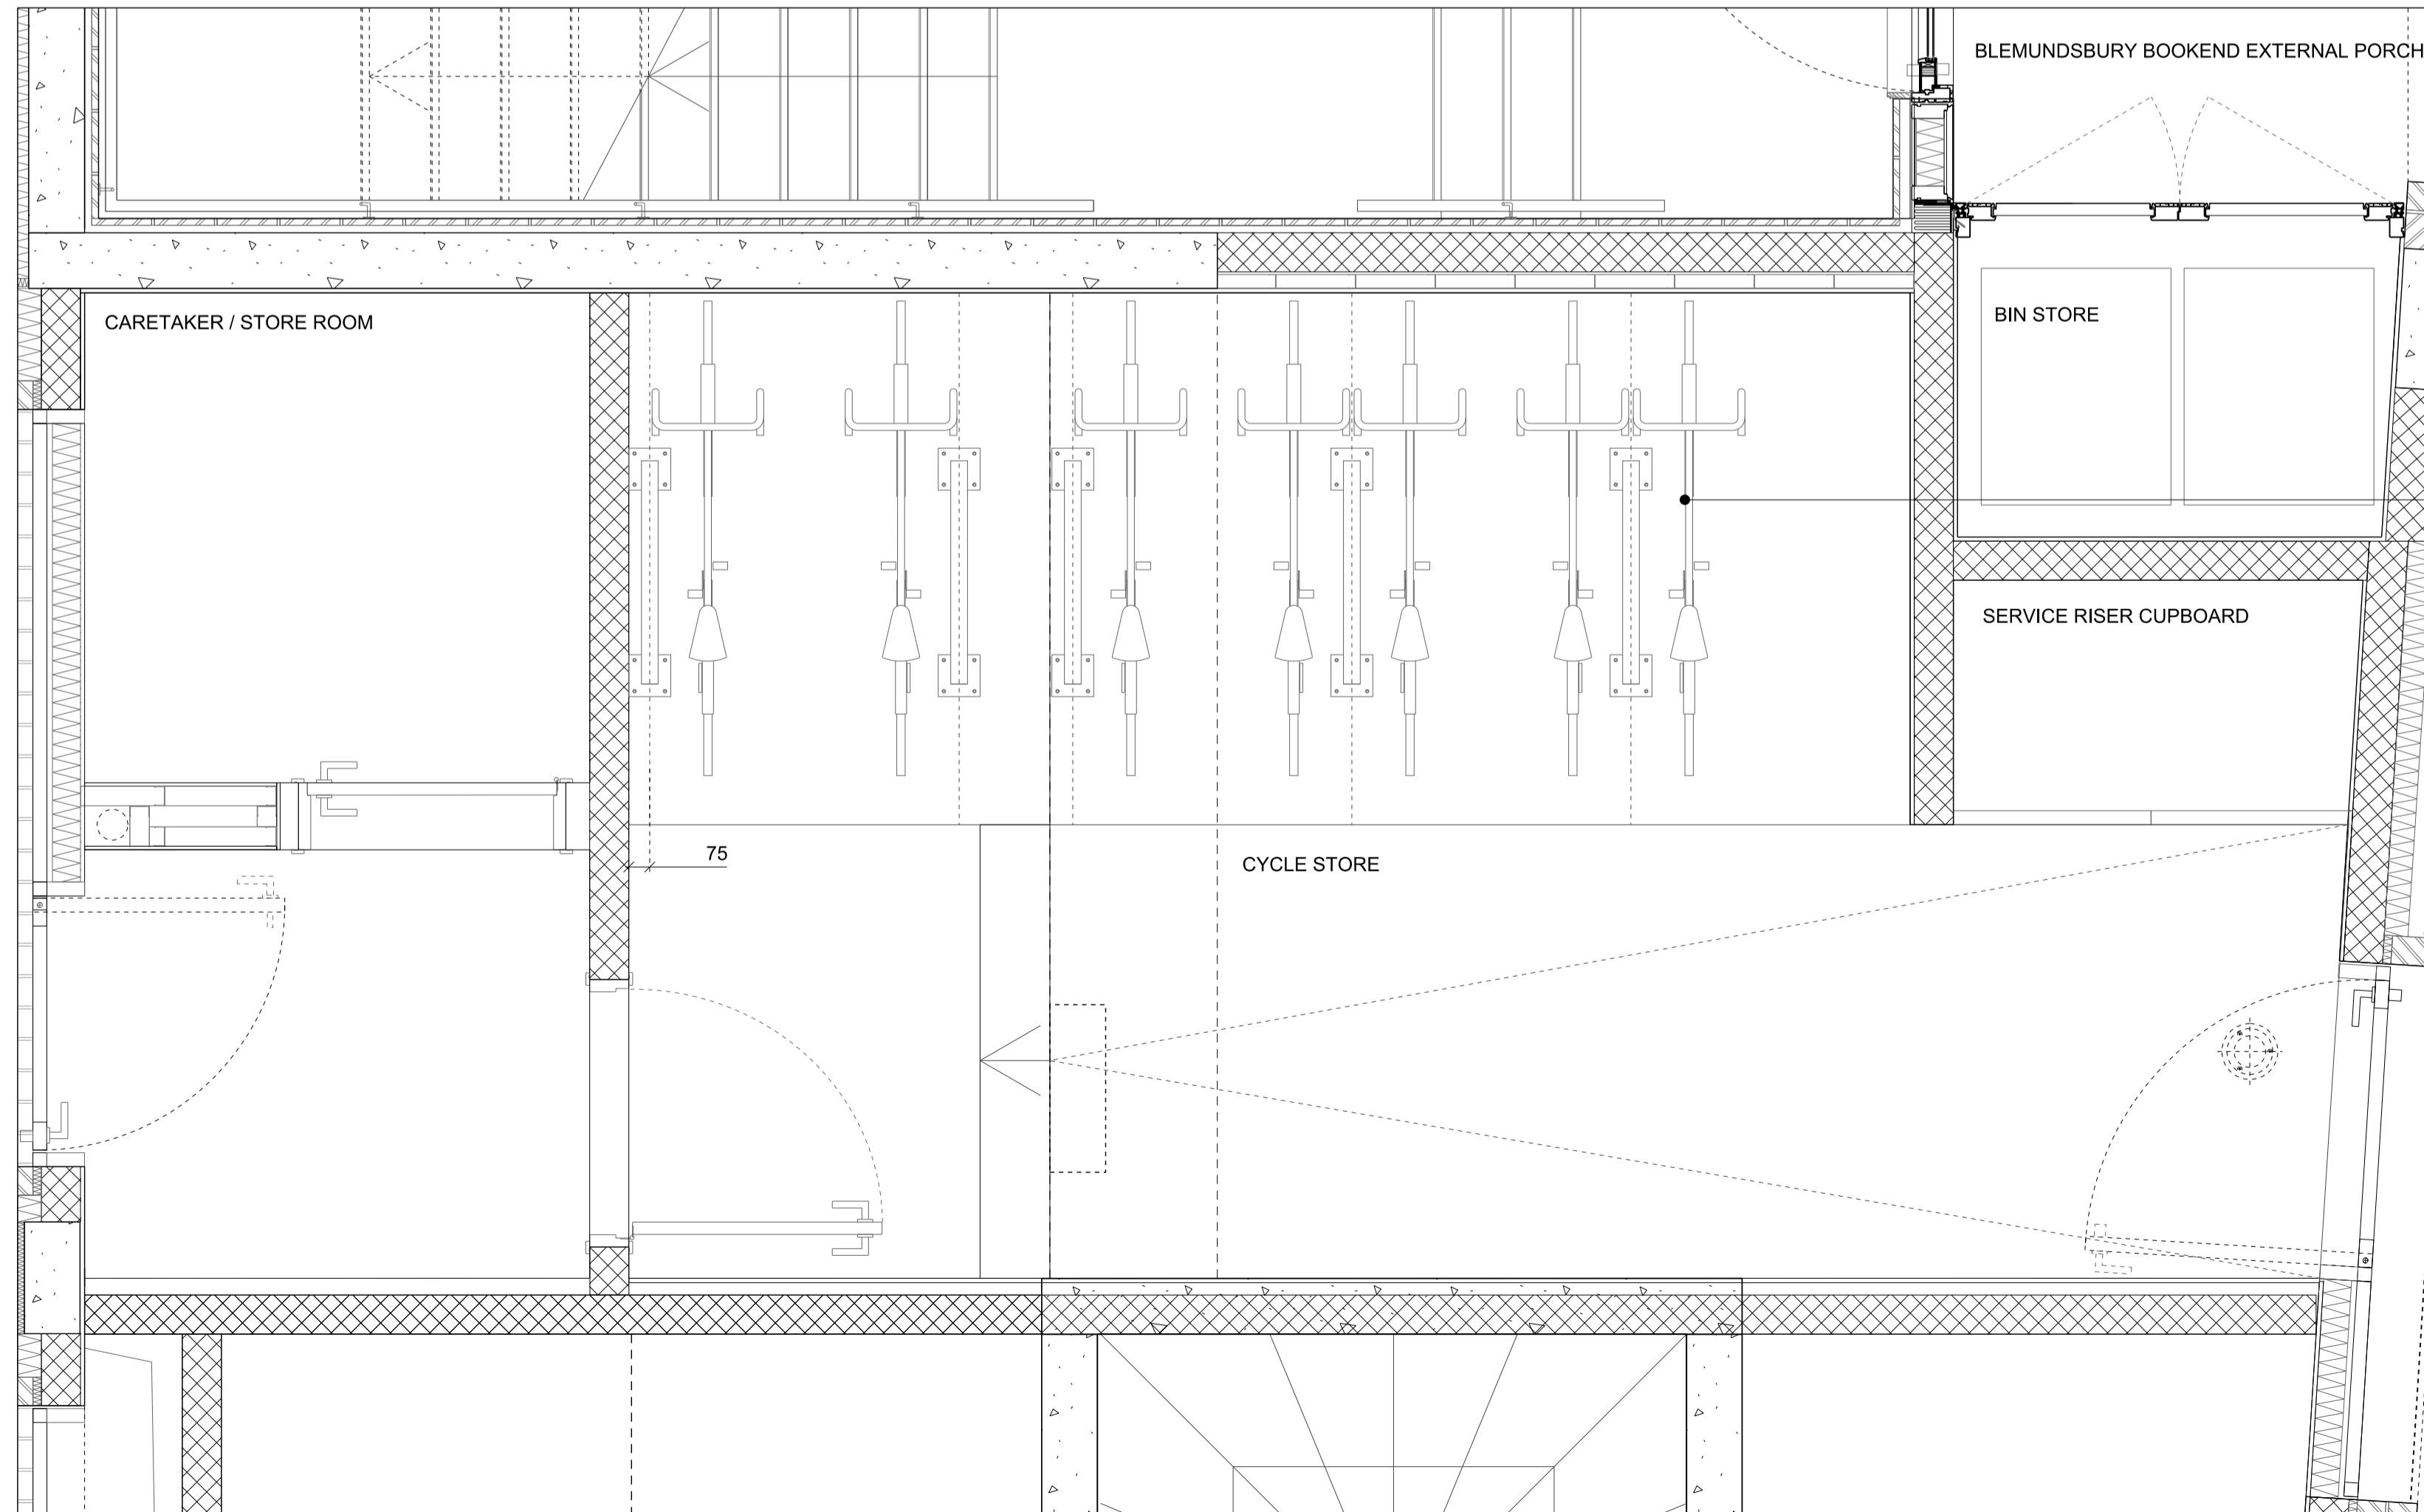 BLEMUNDSBURY BOOKEND EXTERNAL PORCH
CARETAKER / STORE ROOM
BIN STORE
SERVICE RISER CUPBOARD
75
CYCLE STORE